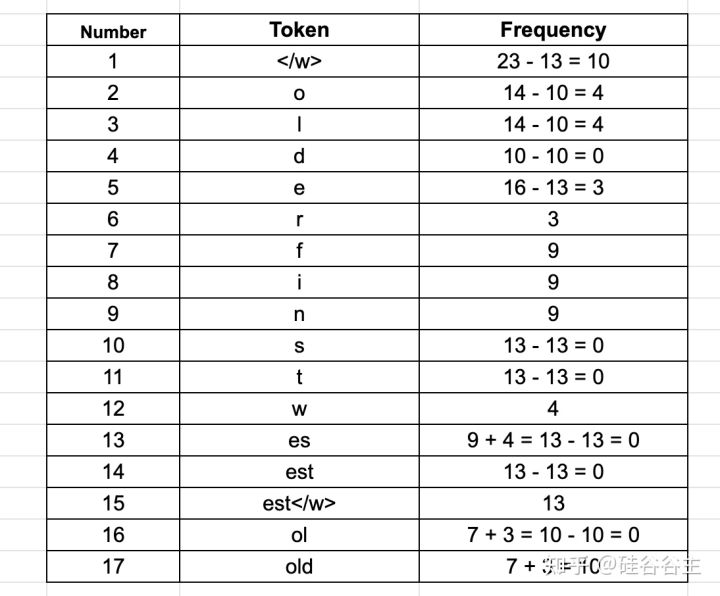 Number Token Frequency
1 </w> 23 - 13 = 10
2 o 14 - 10 = 4
3 l 14 - 10 = 4
4 d 10 - 10 = 0
5 e 16 - 13 = 3
6 r 3
7 f 9
8 i 9
9 n 9
10 s 13 - 13 = 0
11 t 13 - 13 = 0
12 w 4
13 es 9 + 4 = 13 - 13 = 0
14 est 13 - 13 = 0
15 est</w> 13
16 ol 7 + 3 = 10 - 10 = 0
17 old 7 + 3 = 10
知乎 @硅谷谷主